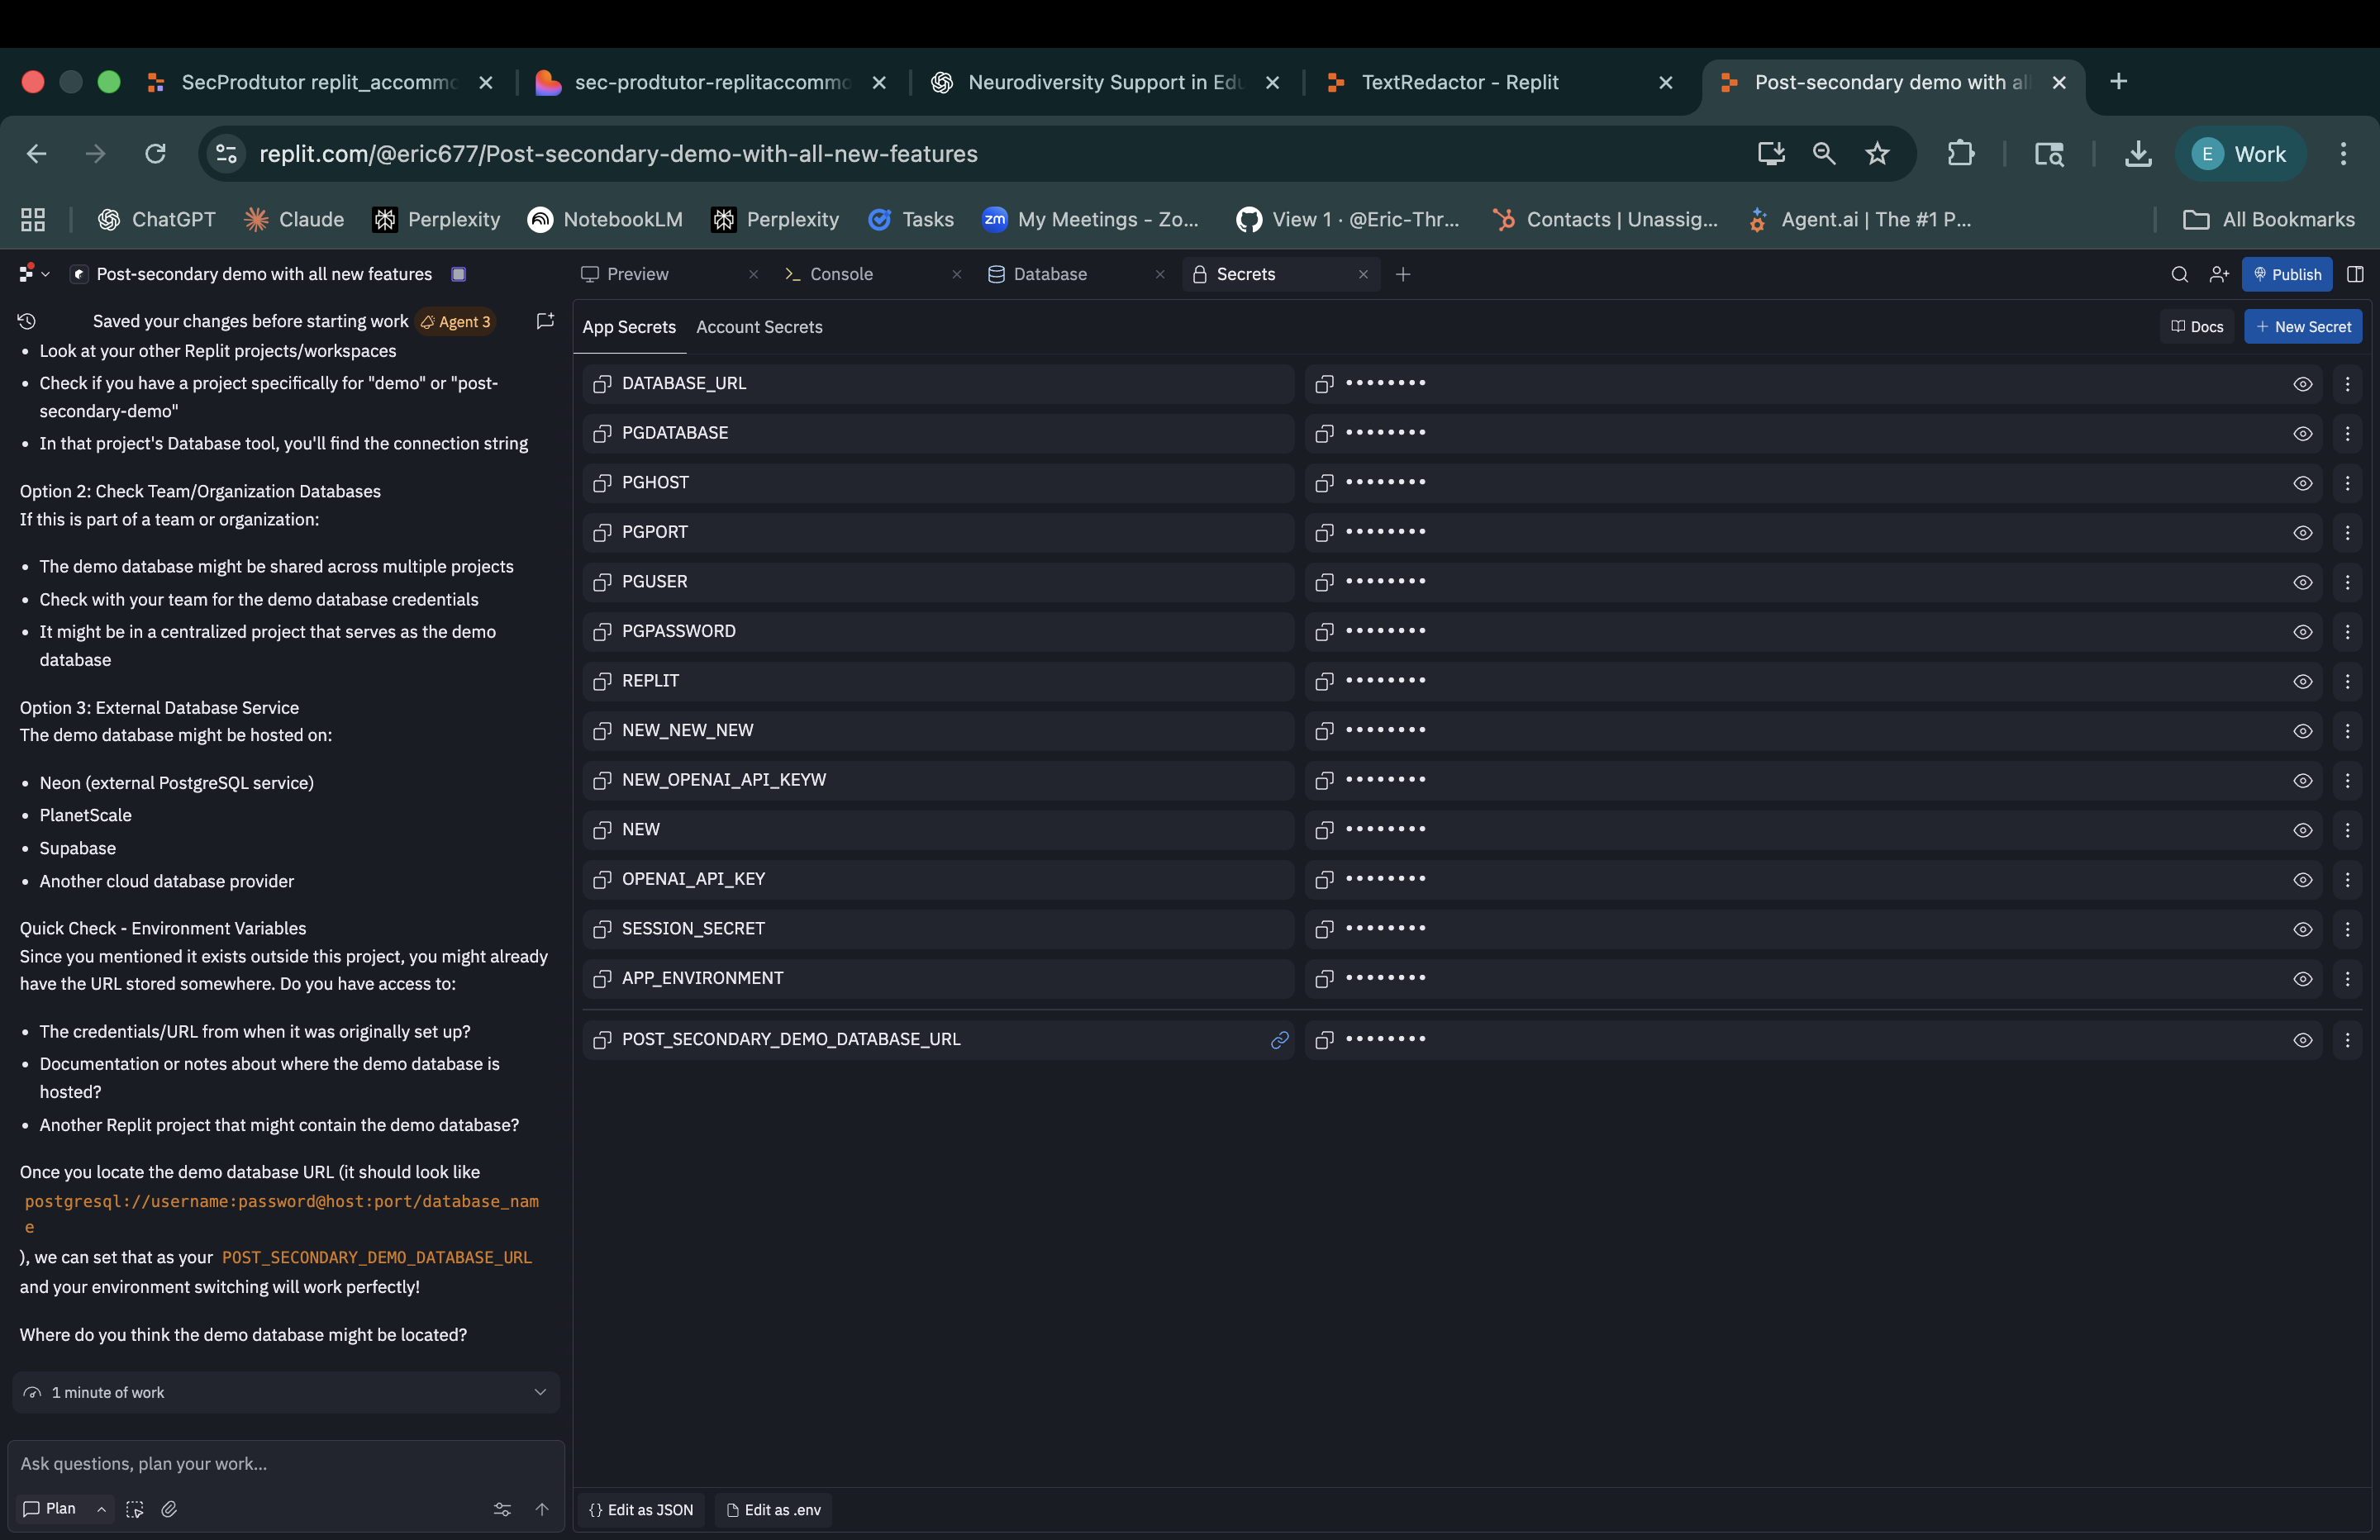 SecProdtutor replit_accommo
sec-prodtutor-replitaccommo
Neurodiversity Support in Edu
TextRedactor - Replit
Post-secondary demo with all
replit.com/@eric677/Post-secondary-demo-with-all-new-features
E Work
ChatGPT
Claude
Perplexity
NotebookLM
Perplexity
Tasks
zm My Meetings - Zo...
View 1 · @Eric-Thr...
Contacts | Unassig...
Agent.ai | The #1 P...
All Bookmarks
Post-secondary demo with all new features
Preview
Console
Database
Secrets
Publish
Saved your changes before starting work
Agent 3
• Look at your other Replit projects/workspaces
• Check if you have a project specifically for "demo" or "post-
secondary-demo"
• In that project's Database tool, you'll find the connection string
Option 2: Check Team/Organization Databases
If this is part of a team or organization:
• The demo database might be shared across multiple projects
• Check with your team for the demo database credentials
• It might be in a centralized project that serves as the demo
database
Option 3: External Database Service
The demo database might be hosted on:
• Neon (external PostgreSQL service)
• PlanetScale
• Supabase
• Another cloud database provider
Quick Check - Environment Variables
Since you mentioned it exists outside this project, you might already
have the URL stored somewhere. Do you have access to:
• The credentials/URL from when it was originally set up?
• Documentation or notes about where the demo database is
hosted?
• Another Replit project that might contain the demo database?
Once you locate the demo database URL (it should look like
postgresql://username:password@host:port/database_nam
e
), we can set that as your POST_SECONDARY_DEMO_DATABASE_URL
and your environment switching will work perfectly!
Where do you think the demo database might be located?
1 minute of work
Ask questions, plan your work...
Plan
App Secrets
Account Secrets
Docs
New Secret
DATABASE_URL ••••••••
PGDATABASE ••••••••
PGHOST ••••••••
PGPORT ••••••••
PGUSER ••••••••
PGPASSWORD ••••••••
REPLIT ••••••••
NEW_NEW_NEW ••••••••
NEW_OPENAI_API_KEYW ••••••••
NEW ••••••••
OPENAI_API_KEY ••••••••
SESSION_SECRET ••••••••
APP_ENVIRONMENT ••••••••
POST_SECONDARY_DEMO_DATABASE_URL ••••••••
{} Edit as JSON
Edit as .env